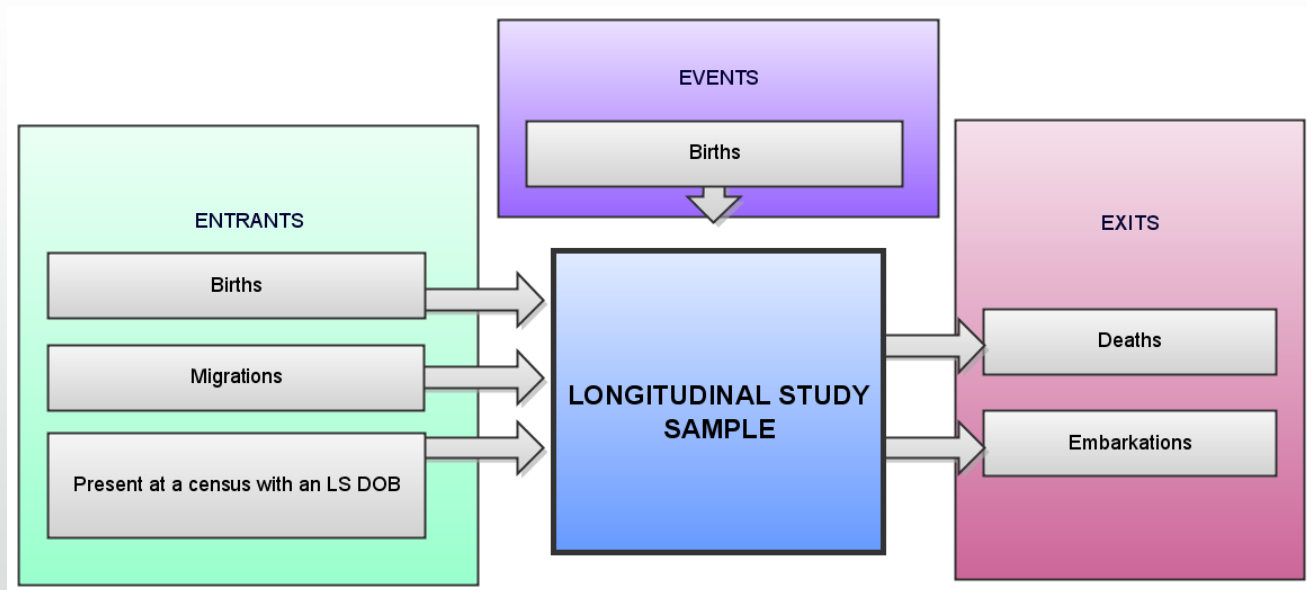 EVENTS
Births
ENTRANTS
Births
Migrations
Present at a census with an LS DOB
LONGITUDINAL STUDY
SAMPLE
EXITS
Deaths
Embarkations